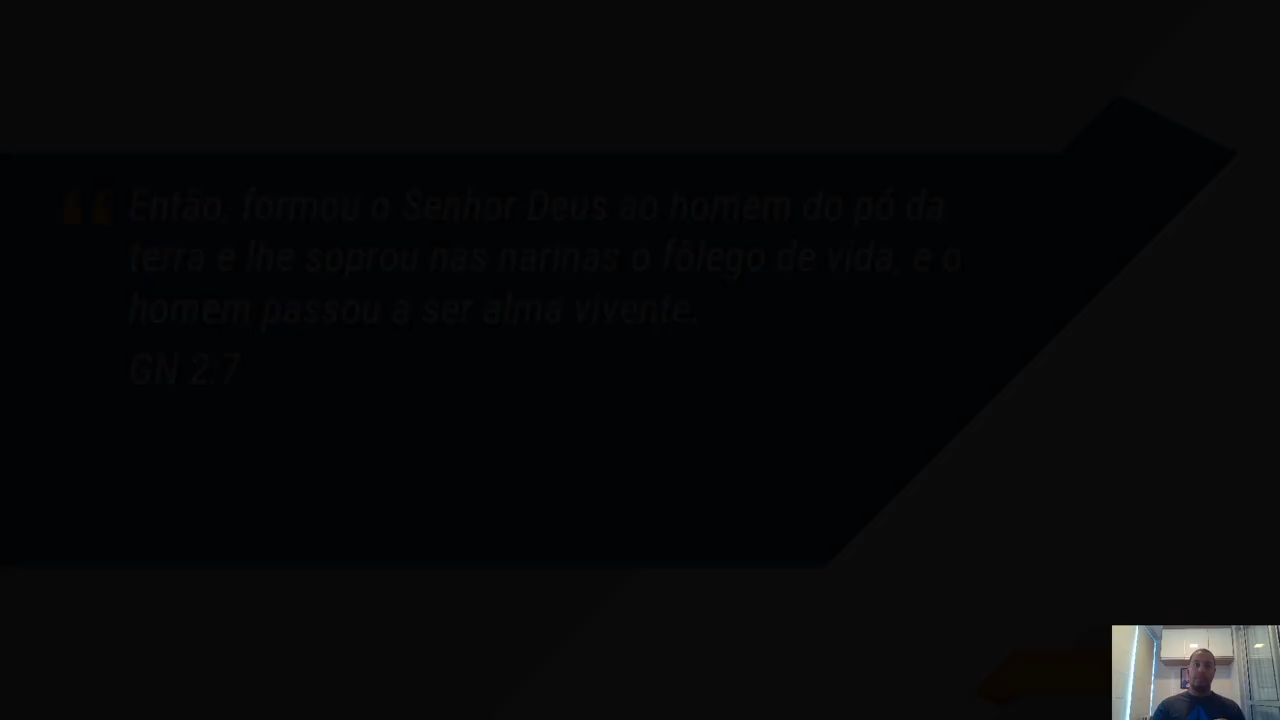 “ Então, formou o Senhor Deus ao homem do pó da
terra e lhe soprou nas narinas o fôlego de vida, e o
homem passou a ser alma vivente.
GN 2:7